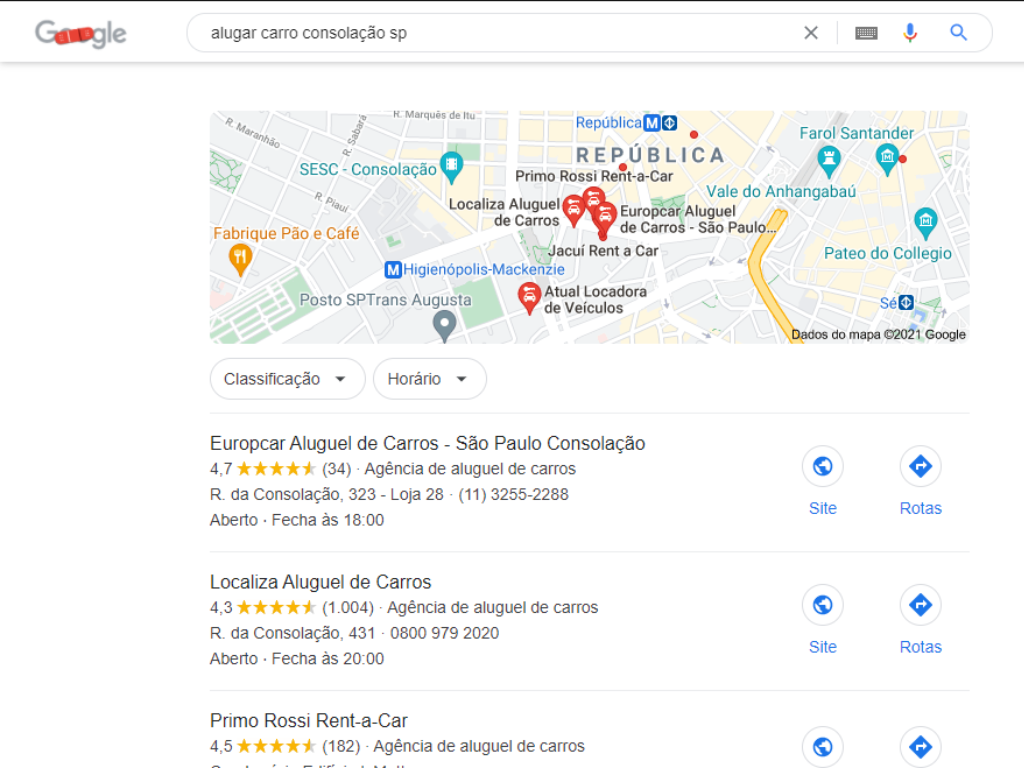 Google
alugar carro consolação sp
R. Marquês de Itu
R. Maranhão
R. Sabará
República
Farol Santander
REPÚBLICA
SESC - Consolação
Primo Rossi Rent-a-Car
Vale do Anhangabaú
R. Piauí
Localiza Aluguel
de Carros
Europcar Aluguel
de Carros - São Paulo...
Fabrique Pão e Café
Jacuí Rent a Car
Pateo do Collegio
M Higienópolis-Mackenzie
Atual Locadora
de Veículos
Posto SPTrans Augusta
Sé
Dados do mapa ©2021 Google
Classificação
Horário
Europcar Aluguel de Carros - São Paulo Consolação
4,7 (34) · Agência de aluguel de carros
R. da Consolação, 323 - Loja 28 · (11) 3255-2288
Aberto · Fecha às 18:00
Site
Rotas
Localiza Aluguel de Carros
4,3 (1.004) · Agência de aluguel de carros
R. da Consolação, 431 · 0800 979 2020
Aberto · Fecha às 20:00
Site
Rotas
Primo Rossi Rent-a-Car
4,5 (182) · Agência de aluguel de carros